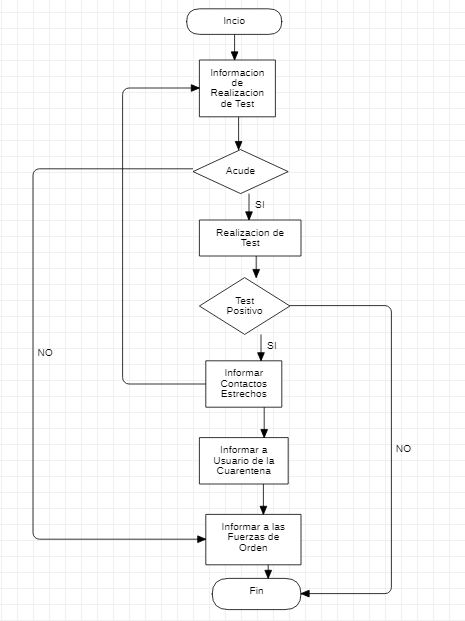 Incio
Informacion
de
Realizacion
de Test
Acude
SI
Realizacion de
Test
Test
Positivo
SI
NO
Informar
Contactos
Estrechos
Informar a
Usuario de la
Cuarentena
NO
Informar a las
Fuerzas de
Orden
Fin